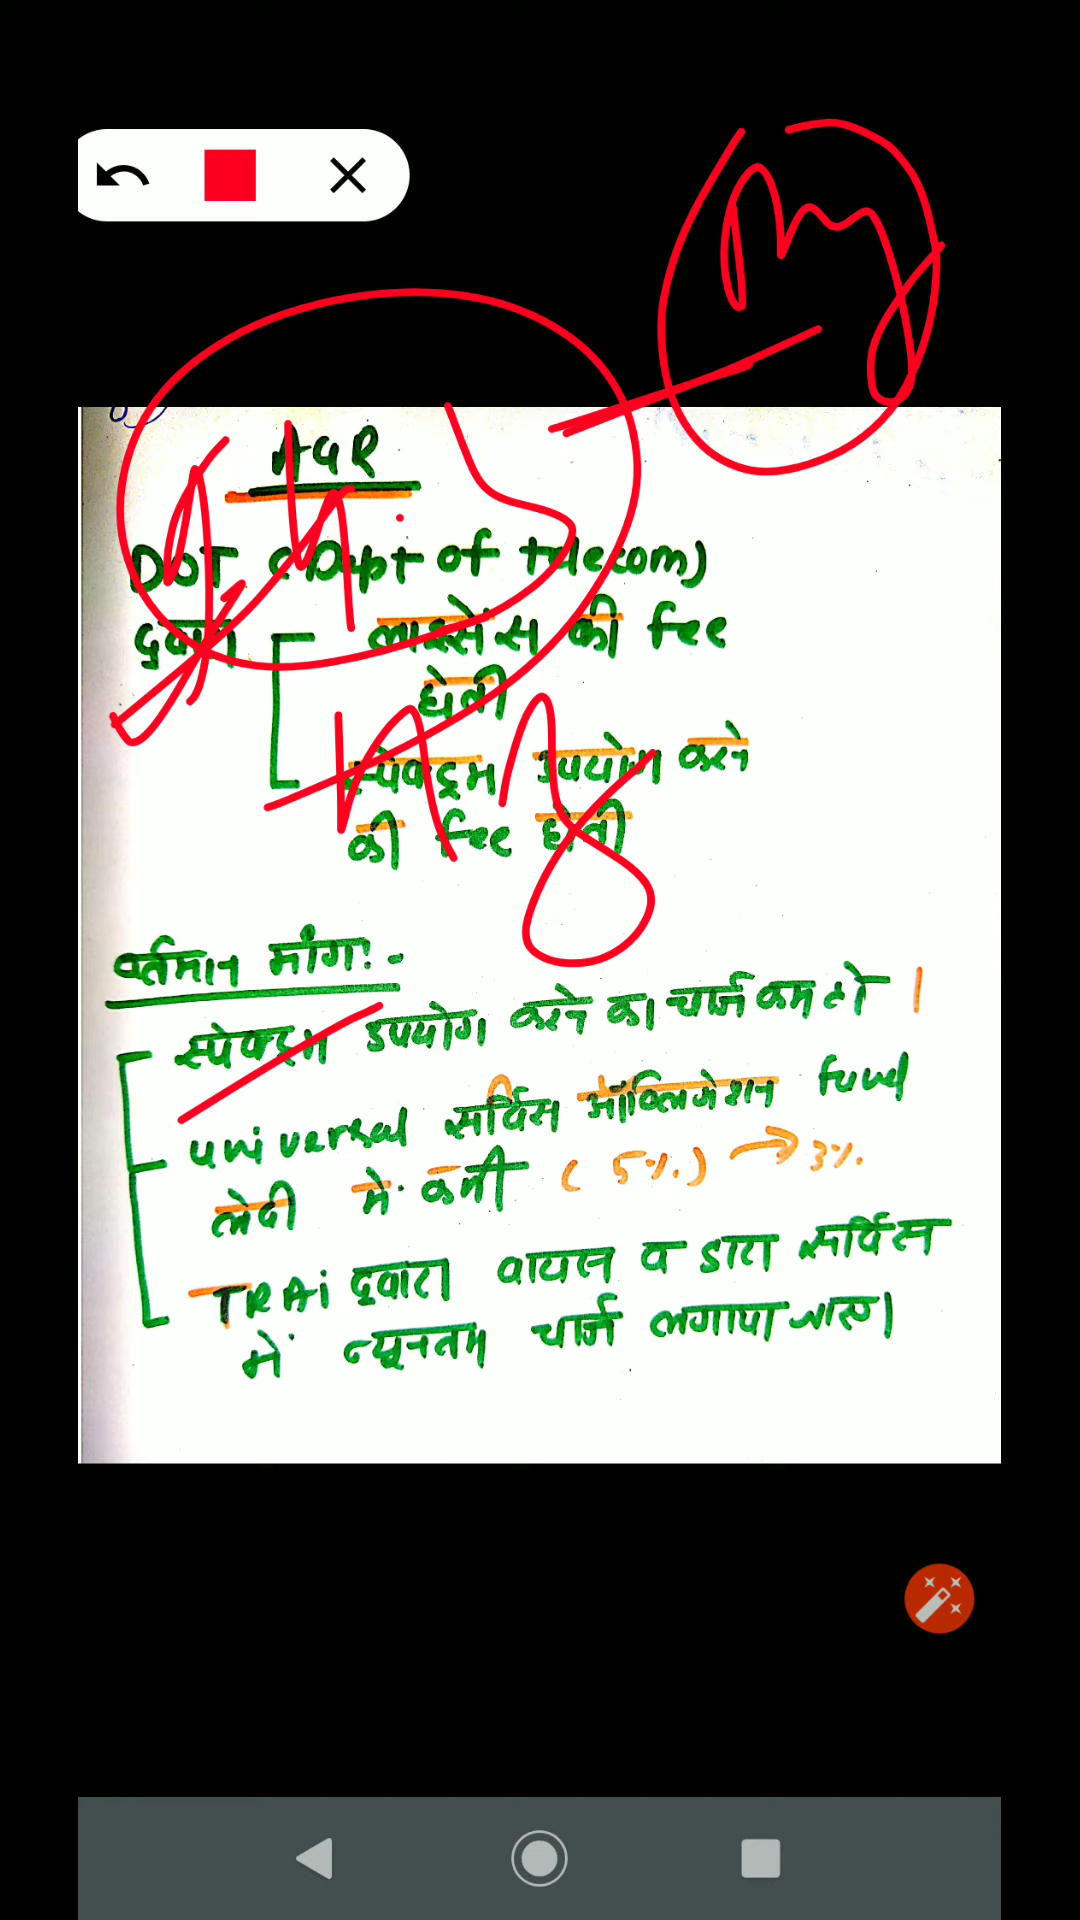 AGR
DOT (Dept of telecom)
द्वारा लाइसेंस की fee
होती
स्पेक्ट्रम उपयोग करने
की fee होती
वर्तमान मांग:-
स्पेक्ट्रम उपयोग करने का चार्ज कम हो।
universal सर्विस ऑब्लिगेशन fund
लेवी में कमी (5%) → 3%
TRAi द्वारा वायस व डाटा सर्विस
में न्यूनतम चार्ज लगाया जाए।